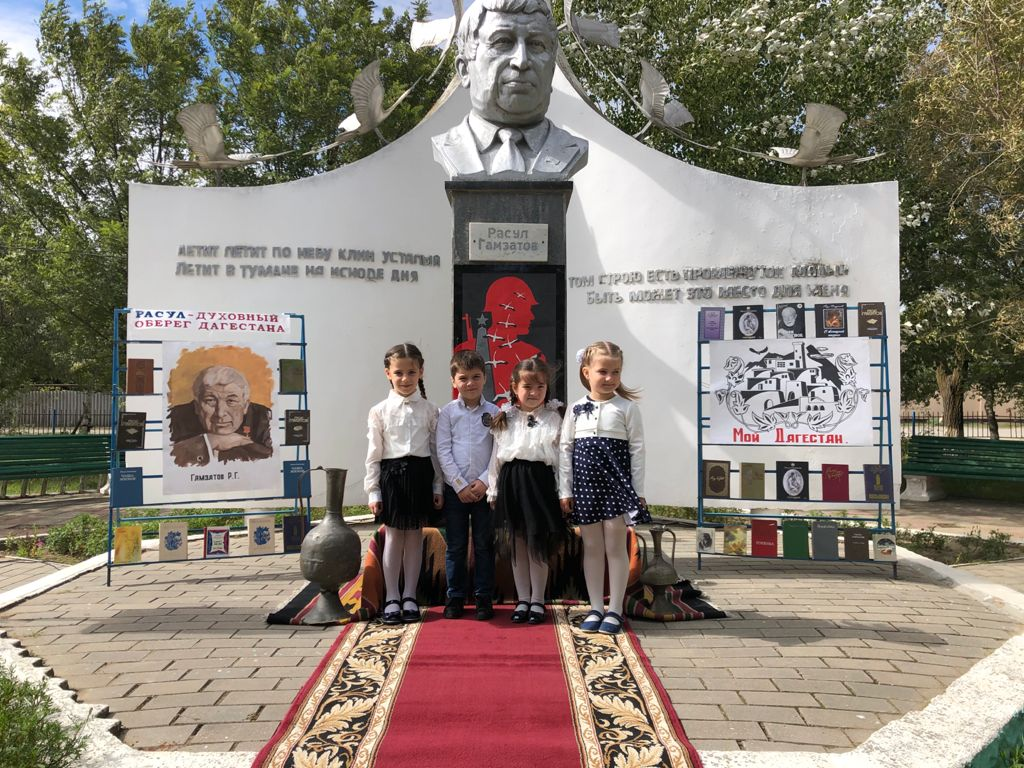 Расул
Гамзатов
ЛЕТИТ ЛЕТИТ ПО НЕБУ КЛИН УСТАЛЫЙ
ЛЕТИТ В ТУМАНЕ НА ИСХОДЕ ДНЯ
ТОМ СТРОЮ ЕСТЬ ПРОМЕЖУТОК
БЫТЬ МОЖЕТ ЭТО МЕСТО ДЛЯ МЕНЯ
РАСУЛ-ДУХОВНЫЙ
ОБЕРЕГ ДАГЕСТАНА
Гамзатов Р.Г.
Мой Дагестан.